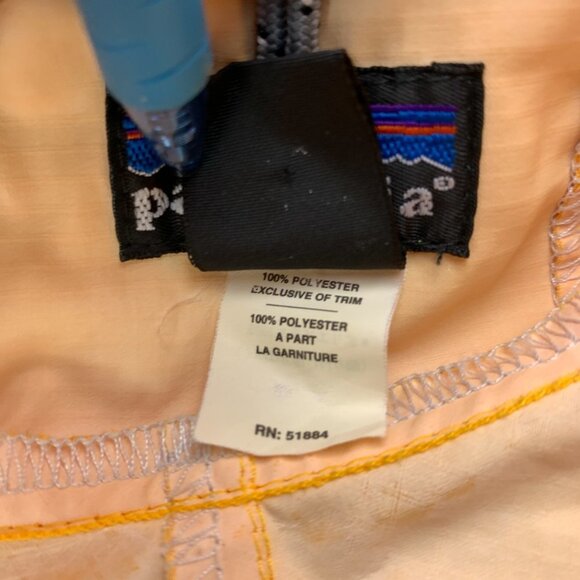 100% POLYESTER
EXCLUSIVE OF TRIM
100% POLYESTER
A PART
LA GARNITURE
RN: 51884